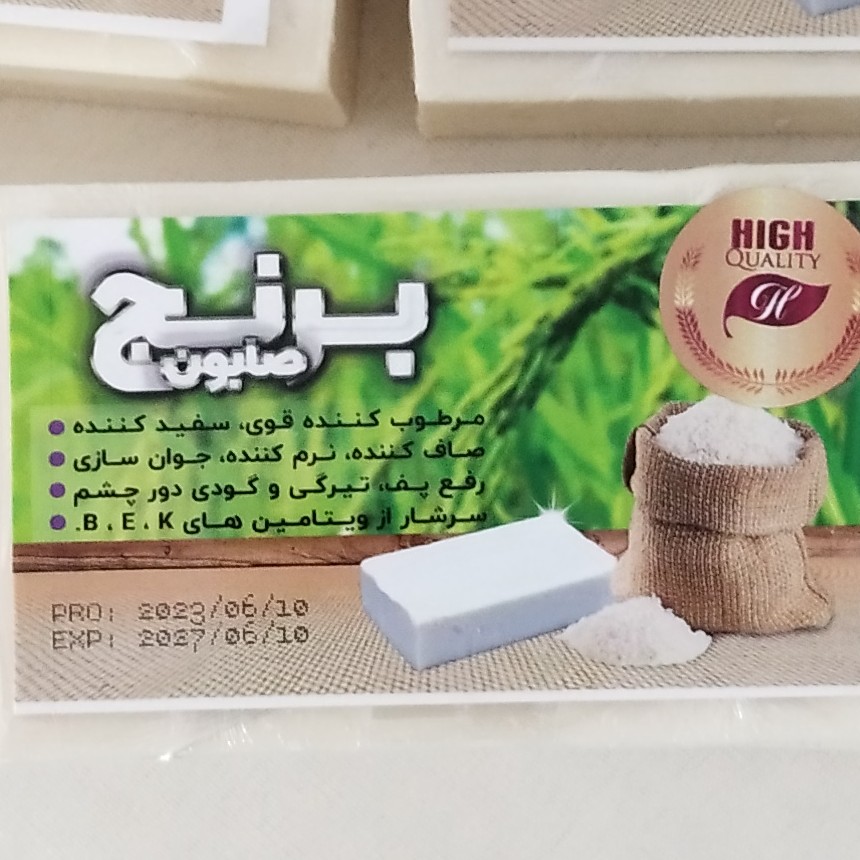 HIGH
QUALITY
H
برنج
صابون
مرطوب کننده قوی، سفید کننده
صاف کننده، نرم کننده، جوان سازی
رفع پف، تیرگی و گودی دور چشم
سرشار از ویتامین های B ، E ، K.
PRO: 2023/06/10
EXP: 2027/06/10